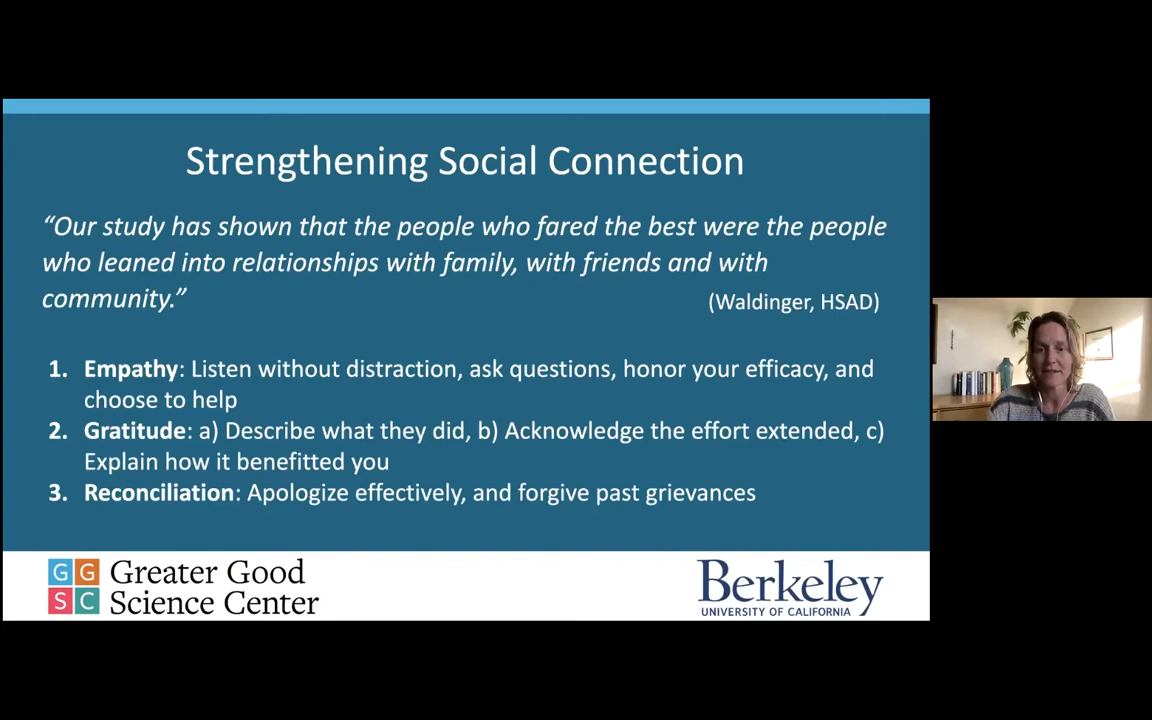 Strengthening Social Connection
“Our study has shown that the people who fared the best were the people
who leaned into relationships with family, with friends and with
community.”
(Waldinger, HSAD)
1. Empathy: Listen without distraction, ask questions, honor your efficacy, and
choose to help
2. Gratitude: a) Describe what they did, b) Acknowledge the effort extended, c)
Explain how it benefitted you
3. Reconciliation: Apologize effectively, and forgive past grievances
G G
S C
Greater Good
Science Center
Berkeley
UNIVERSITY OF CALIFORNIA